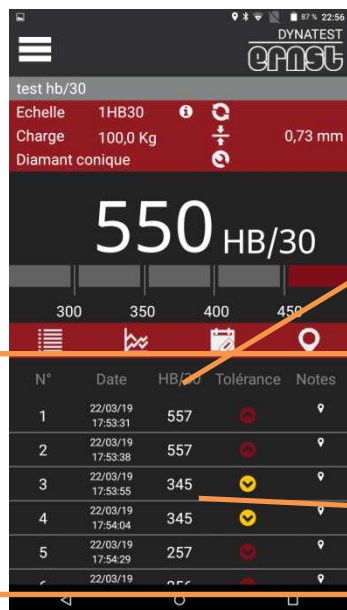 87 % 22:56
DYNATEST
ernst
test hb/30
Echelle 1HB30
Charge 100,0 Kg 0,73 mm
Diamant conique
550 HB/30
300 350 400 450
N° Date HB/30 Tolérance Notes
1 22/03/19 17:53:31 557
2 22/03/19 17:53:38 557
3 22/03/19 17:53:55 345
4 22/03/19 17:54:04 345
5 22/03/19 17:54:29 257
22/03/19